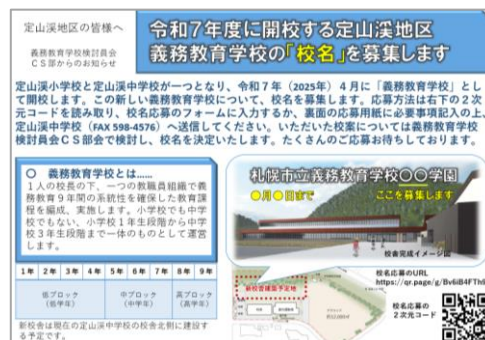 定山渓地区の皆様へ
義務教育学校検討員会
ＣＳ部からのお知らせ
令和７年度に開校する定山渓地区
義務教育学校の「校名」を募集します
定山渓小学校と定山渓中学校が一つとなり、令和７年（2025年）４月に「義務教育学校」とし
て開校します。この新しい義務教育学校について、校名を募集します。応募方法は右下の２次
元コードを読み取り、校名応募のフォームに入力するか、裏面の応募用紙に必要事項記入の上、
定山渓中学校（FAX 598-4576）へ送信してください。いただいた校案については義務教育学校
検討員会ＣＳ部会で検討し、校名を決定いたします。たくさんのご応募お待ちしております。
○ 義務教育学校とは……
１人の校長の下、一つの教職員組織で義
務教育９年間の系統性を確保した教育課
程を編成、実施します。小学校でも中学
校でもない、小学校１年生段階から中学
校３年生段階まで一体のものとして運営
します。
1年 2年 3年 4年 5年 6年 7年 8年 9年
低ブロック 中ブロック 高ブロック
（低学年） （中学年） （高学年）
新校舎は現在の定山渓中学校の校舎北側に建設す
る予定です。
札幌市立義務教育学校〇〇学園
●月●日まで ここを募集します
校舎完成イメージ図
新校舎建築予定地
校名応募のURL
https://qr.page/g/Bv6iB4FTh9
校名応募の
２次元コード